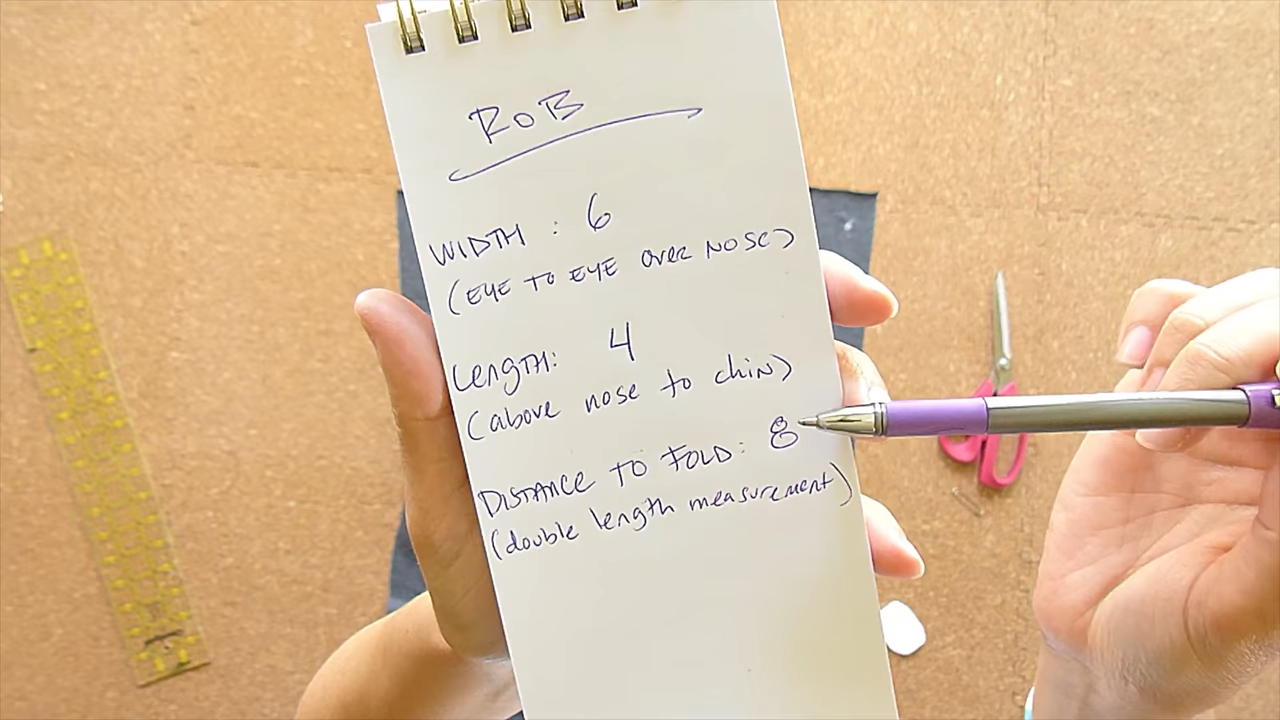 ROB
WIDTH : 6
(EYE TO EYE OVER NOSE)
LENGTH: 4
(above nose to chin)
DISTANCE TO FOLD: 8
(double length measurement)